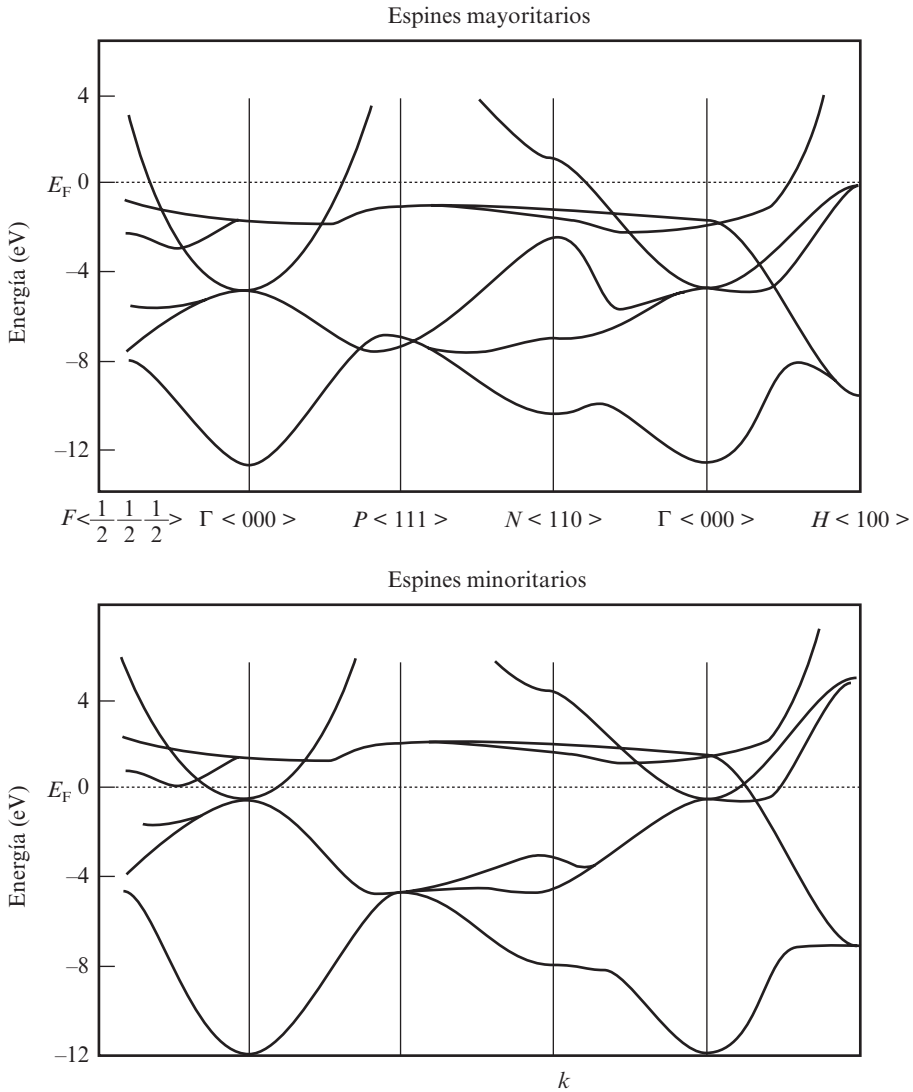 Espines mayoritarios
Energía (eV)
4
E_F 0
−4
−8
−12
F<1/2 1/2 1/2> Γ < 000 > P < 111 > N < 110 > Γ < 000 > H < 100 >
Espines minoritarios
Energía (eV)
4
E_F 0
−4
−8
−12
k